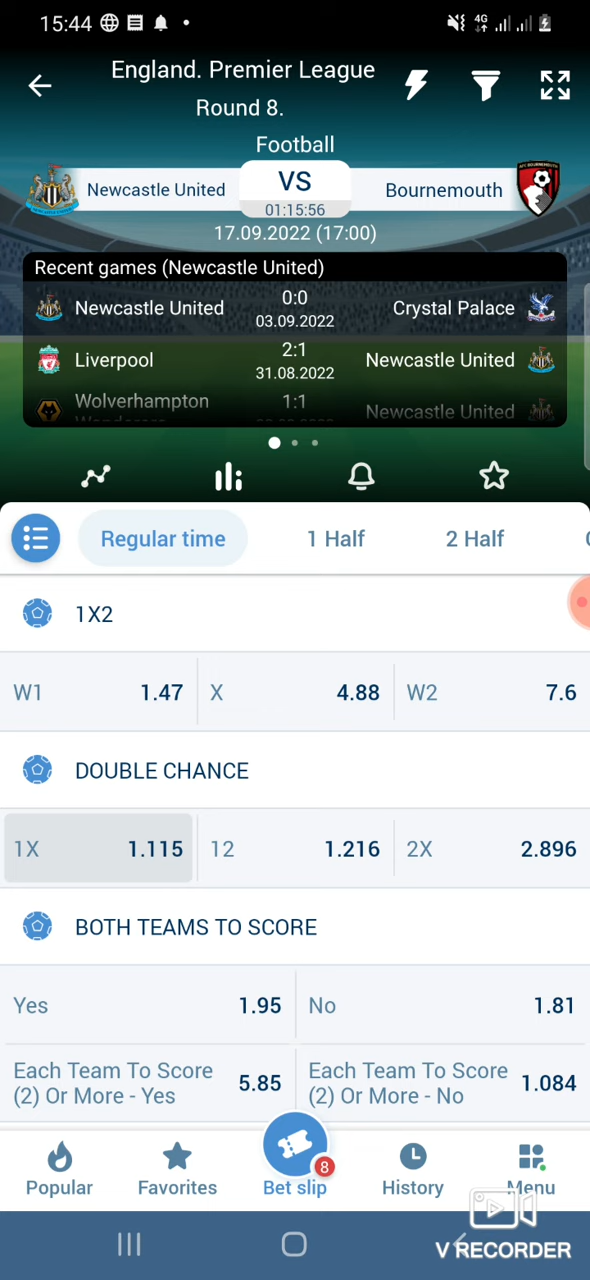 15:44
4G
England. Premier League
Round 8.
Football
Newcastle United VS Bournemouth
01:15:56
17.09.2022 (17:00)
Recent games (Newcastle United)
Newcastle United 0:0 Crystal Palace
03.09.2022
Liverpool 2:1 Newcastle United
31.08.2022
Wolverhampton 1:1 Newcastle United
Wanderers
Regular time 1 Half 2 Half
1X2
W1 1.47 X 4.88 W2 7.6
DOUBLE CHANCE
1X 1.115 12 1.216 2X 2.896
BOTH TEAMS TO SCORE
Yes 1.95 No 1.81
Each Team To Score (2) Or More - Yes 5.85
Each Team To Score (2) Or More - No 1.084
8
Popular Favorites Bet slip History Menu
V RECORDER